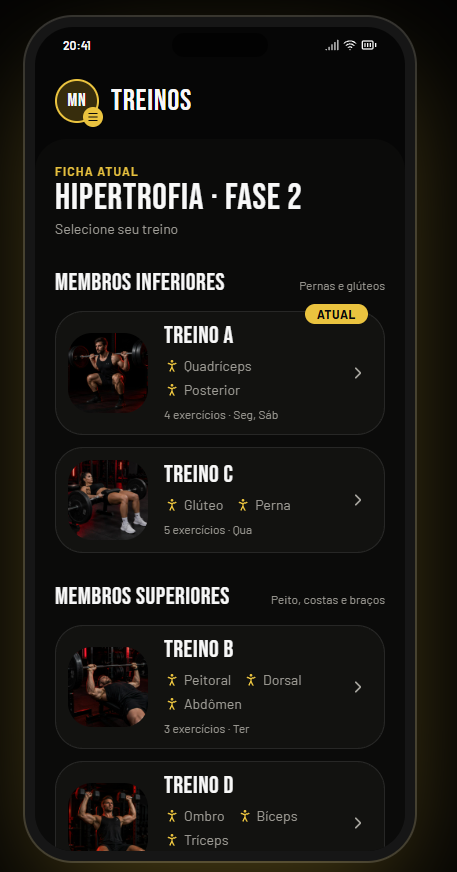 20:41
MN
TREINOS
FICHA ATUAL
HIPERTROFIA · FASE 2
Selecione seu treino
MEMBROS INFERIORES
Pernas e glúteos
ATUAL
TREINO A
Quadríceps
Posterior
4 exercícios · Seg, Sáb
TREINO C
Glúteo Perna
5 exercícios · Qua
MEMBROS SUPERIORES
Peito, costas e braços
TREINO B
Peitoral Dorsal
Abdômen
3 exercícios · Ter
TREINO D
Ombro Bíceps
Tríceps